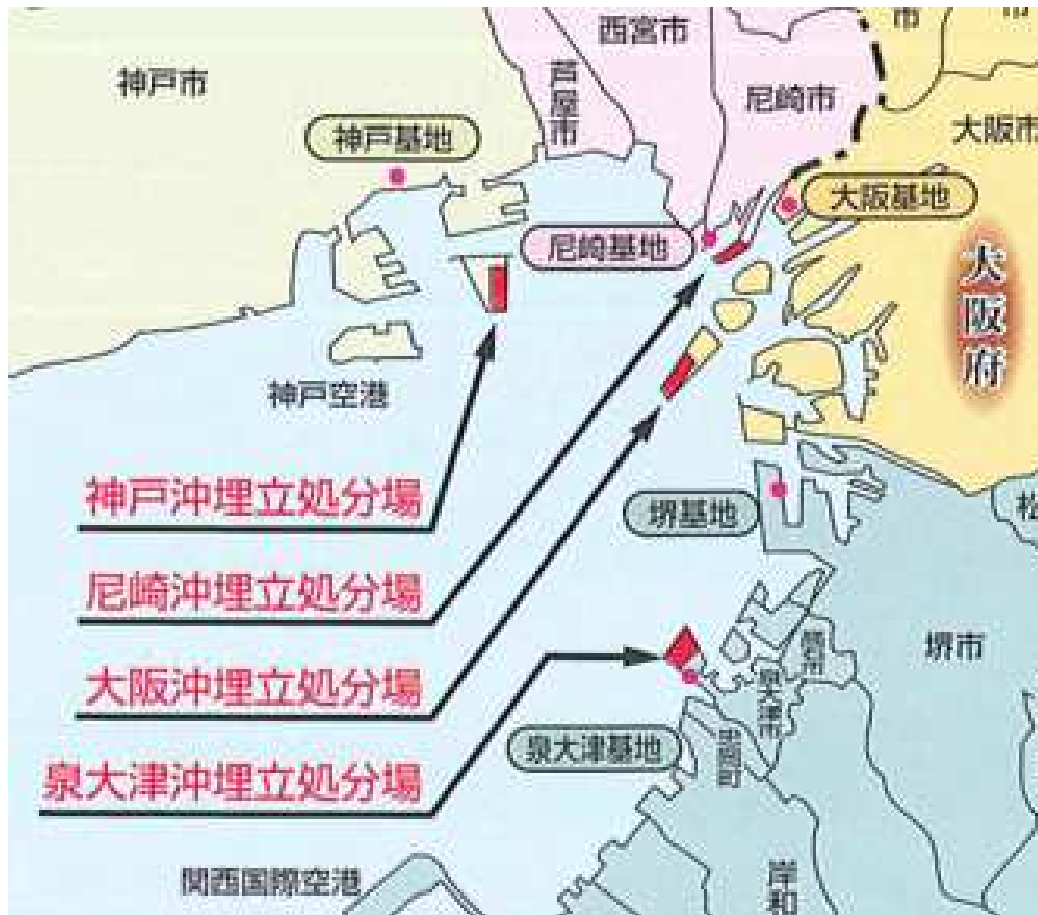 西宮市
市
市
神戸市
芦屋市
尼崎市
大阪市
神戸基地
大阪基地
尼崎基地
大阪府
神戸空港
神戸沖埋立処分場
堺基地
尼崎沖埋立処分場
堺市
大阪沖埋立処分場
泉大津市
泉大津基地
忠岡町
泉大津沖埋立処分場
関西国際空港
岸和